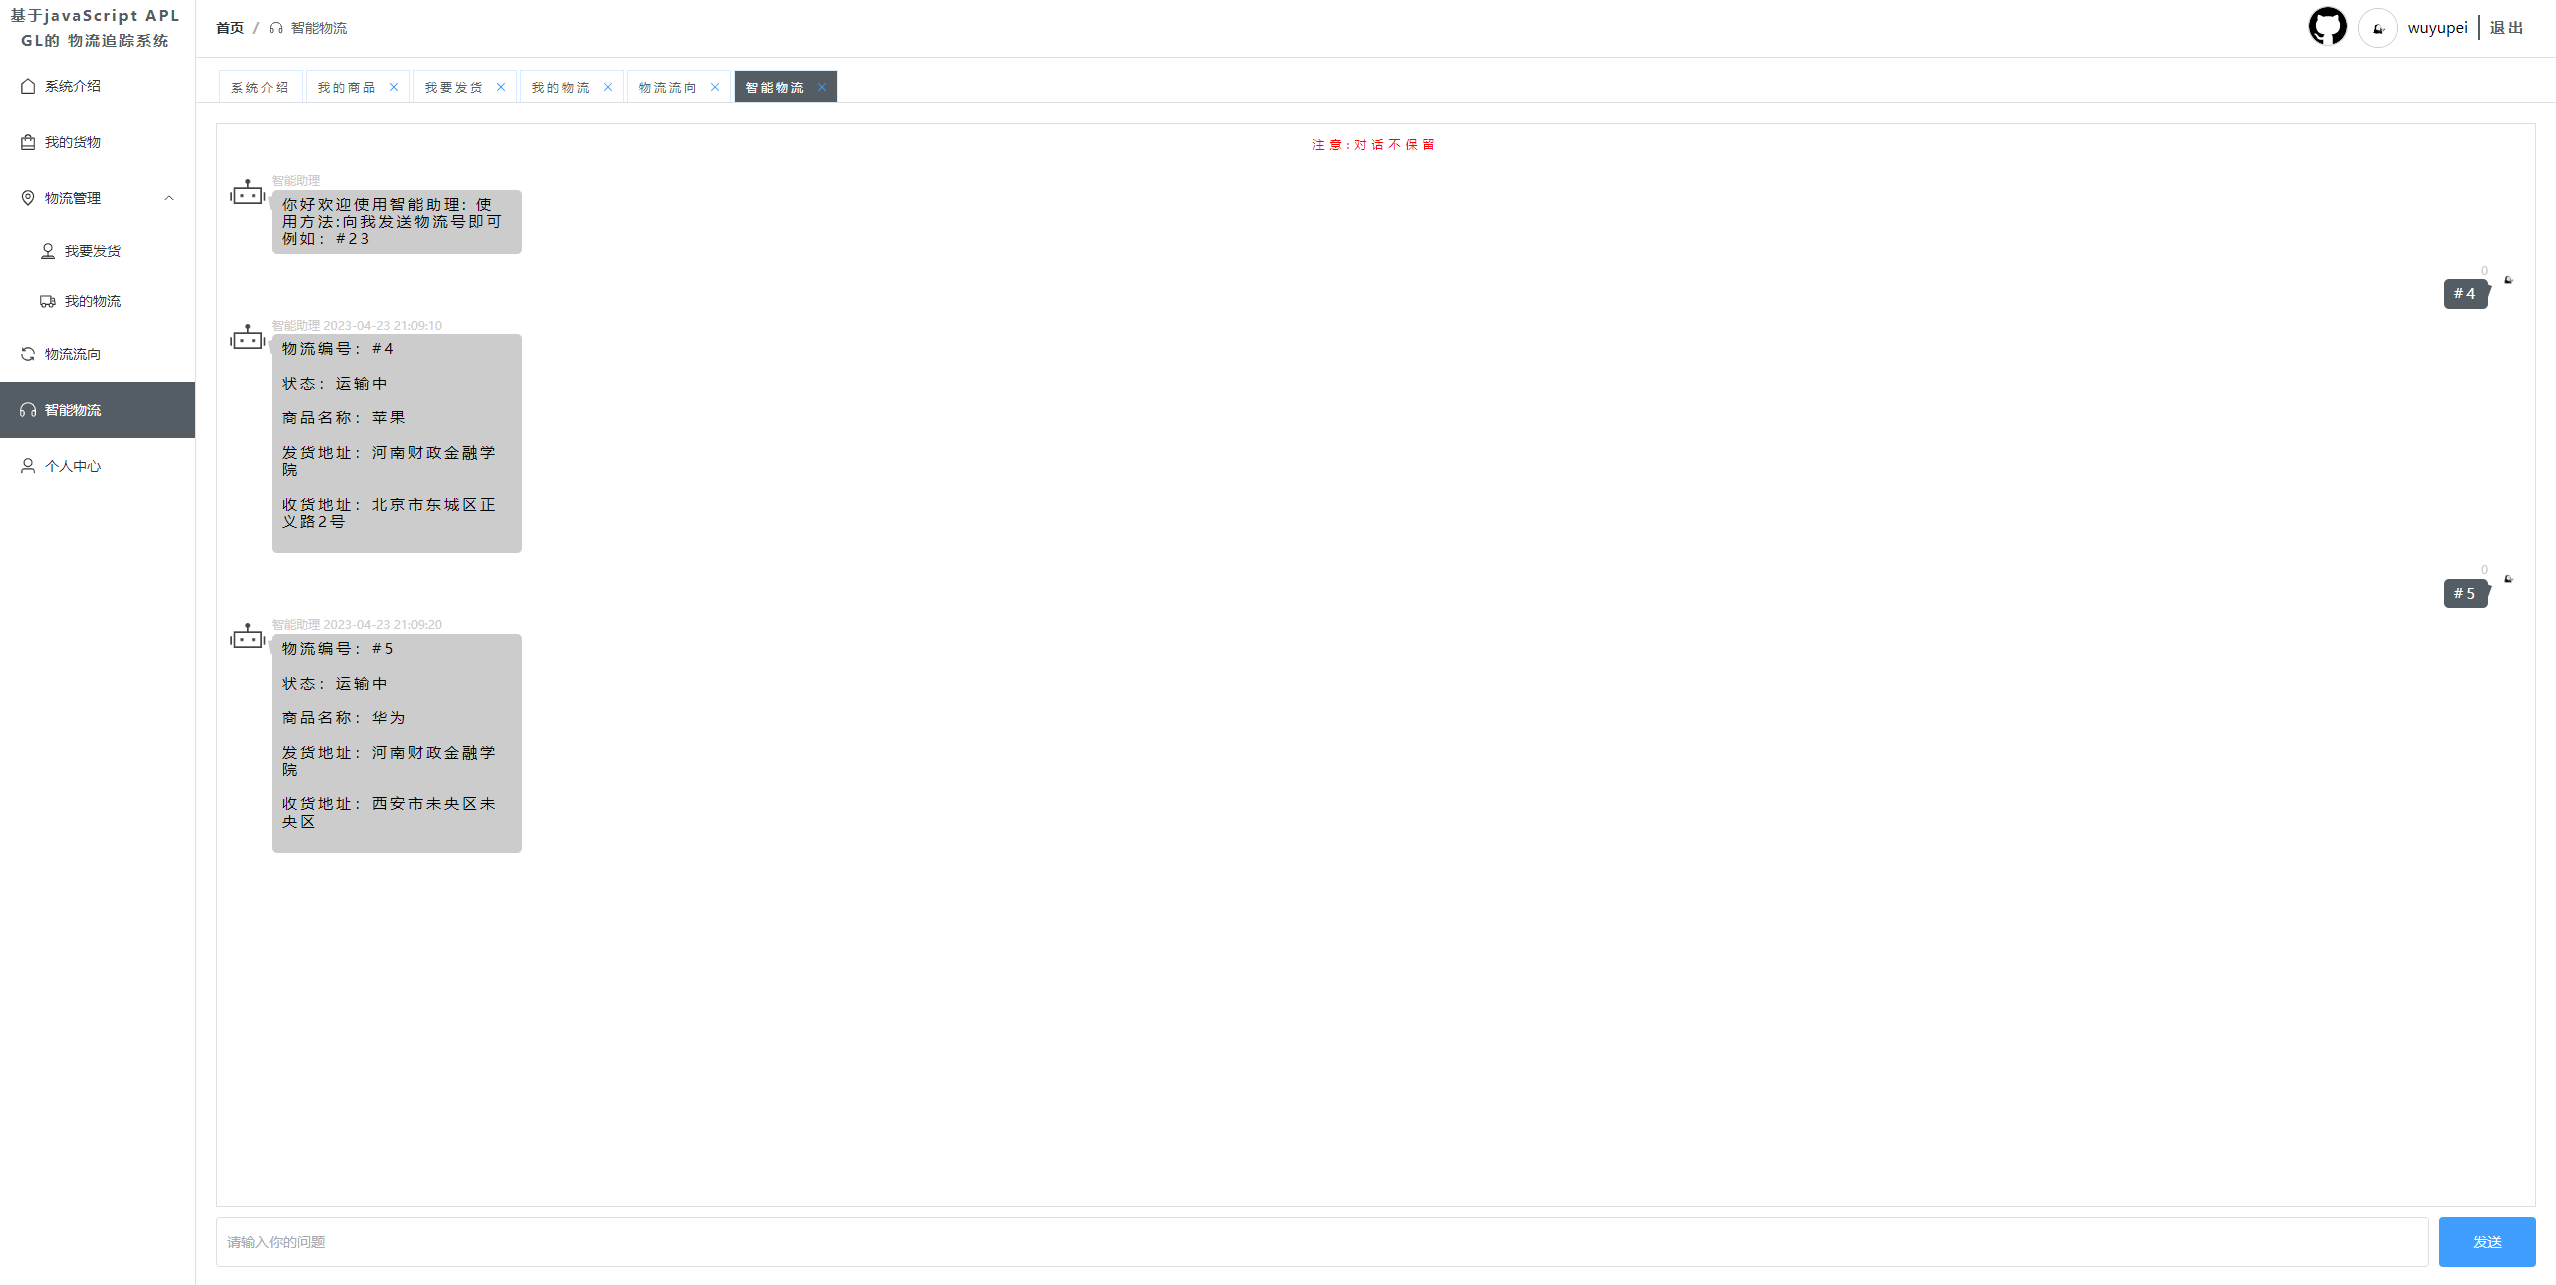 基于javaScript APL
GL的 物流追踪系统
系统介绍
我的货物
物流管理
我要发货
我的物流
物流流向
智能物流
个人中心
首页 / 智能物流
wuyupei
退出
系统介绍
我的商品
我要发货
我的物流
物流流向
智能物流
注意:对话不保留
智能助理
你好欢迎使用智能助理: 使
用方法:向我发送物流号即可
例如: #23
0
#4
智能助理 2023-04-23 21:09:10
物流编号: #4
状态: 运输中
商品名称: 苹果
发货地址: 河南财政金融学
院
收货地址: 北京市东城区正
义路2号
0
#5
智能助理 2023-04-23 21:09:20
物流编号: #5
状态: 运输中
商品名称: 华为
发货地址: 河南财政金融学
院
收货地址: 西安市未央区未
央区
请输入你的问题
发送